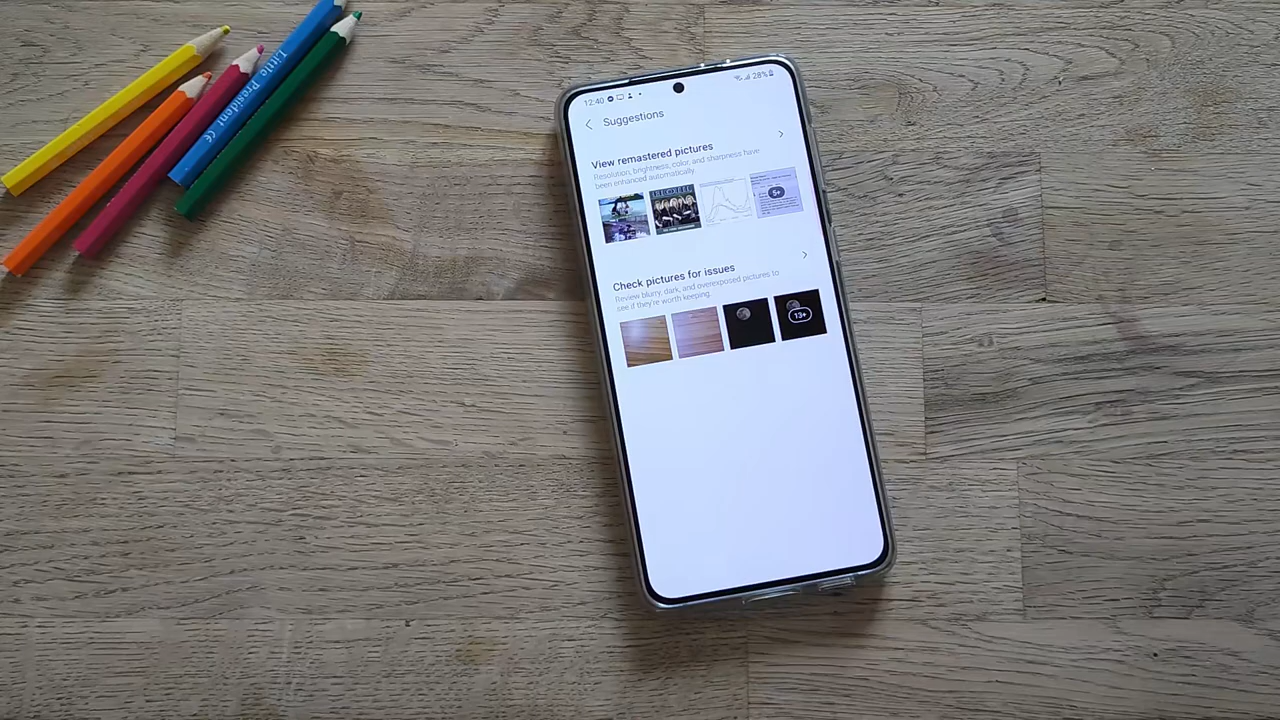 Little President CE
12:40
28%
Suggestions
View remastered pictures
Resolution, brightness, color, and sharpness have
been enhanced automatically.
5+
Check pictures for issues
Review blurry, dark, and overexposed pictures to
see if they're worth keeping.
13+